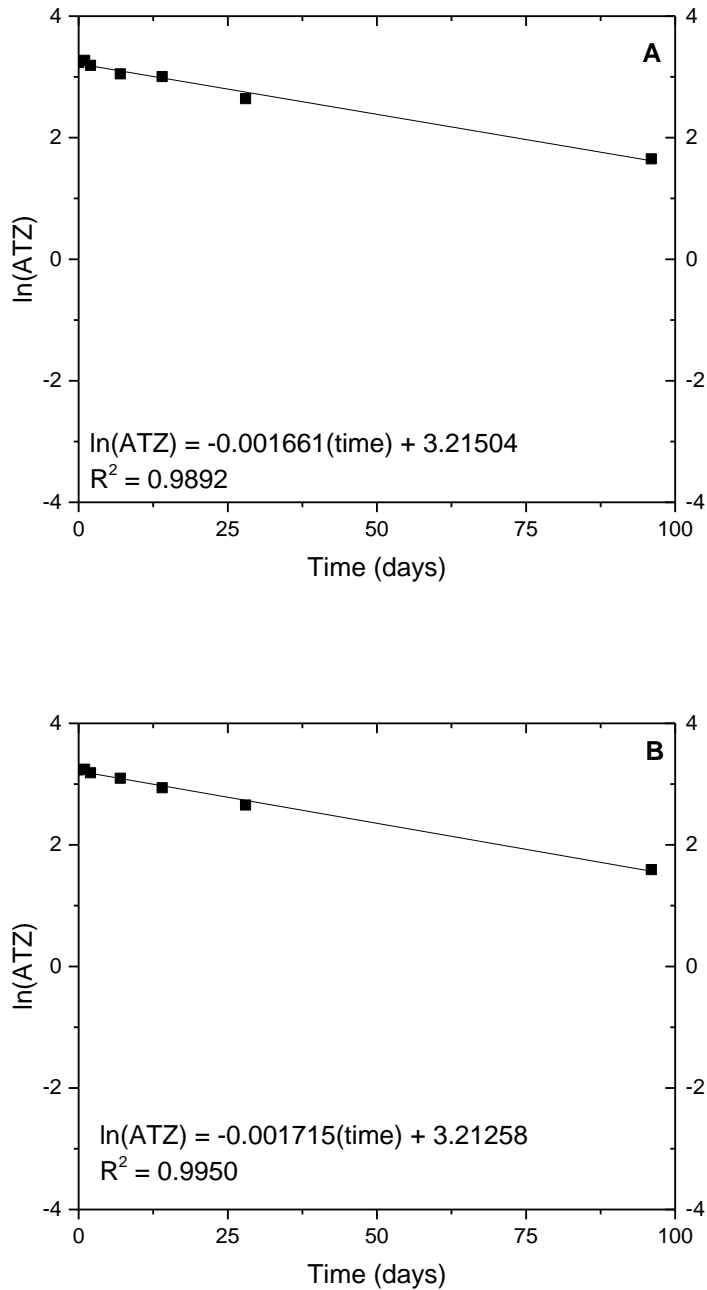 4
4
A
2
2
0
0
-2
-2
-4
-4
ln(ATZ)
ln(ATZ) = -0.001661(time) + 3.21504
R² = 0.9892
0 25 50 75 100
Time (days)
4
4
B
2
2
0
0
-2
-2
-4
-4
ln(ATZ)
ln(ATZ) = -0.001715(time) + 3.21258
R² = 0.9950
0 25 50 75 100
Time (days)